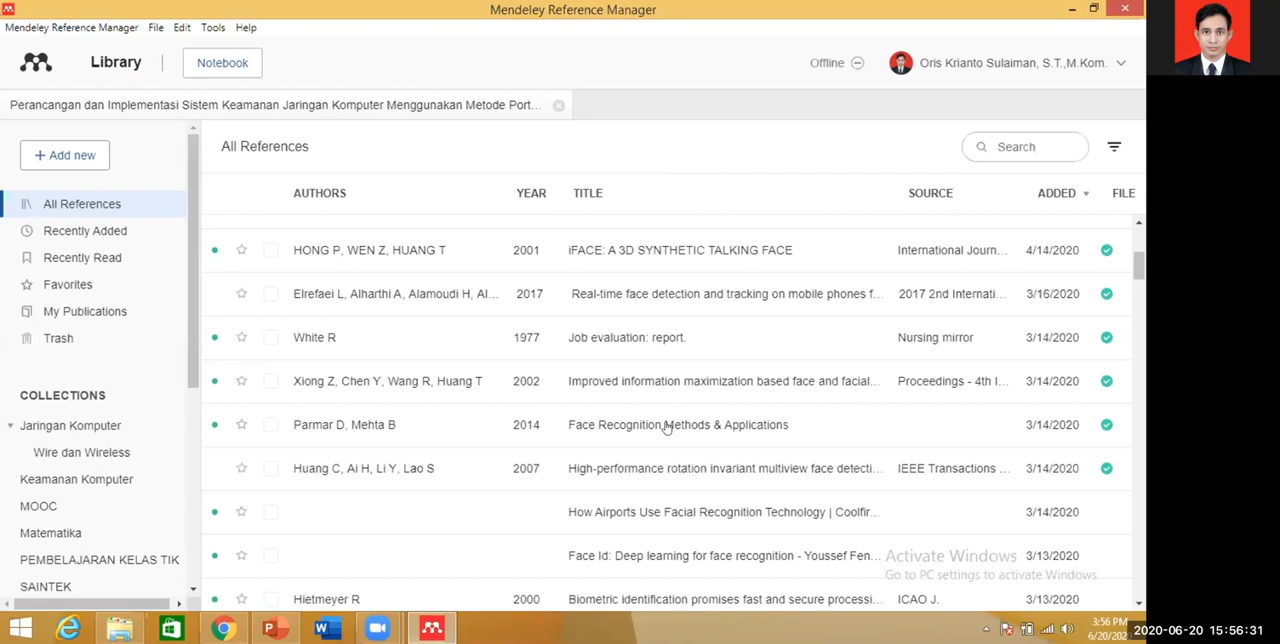 Mendeley Reference Manager
Mendeley Reference Manager File Edit Tools Help
Library Notebook Offline Oris Krianto Sulaiman, S.T.,M.Kom.
Perancangan dan Implementasi Sistem Keamanan Jaringan Komputer Menggunakan Metode Port...
+ Add new
All References
Recently Added
Recently Read
Favorites
My Publications
Trash
COLLECTIONS
Jaringan Komputer
Wire dan Wireless
Keamanan Komputer
MOOC
Matematika
PEMBELAJARAN KELAS TIK
SAINTEK
All References Search
AUTHORS YEAR TITLE SOURCE ADDED FILE
HONG P, WEN Z, HUANG T 2001 iFACE: A 3D SYNTHETIC TALKING FACE International Journ... 4/14/2020
Elrefaei L, Alharthi A, Alamoudi H, Al... 2017 Real-time face detection and tracking on mobile phones f... 2017 2nd Internati... 3/16/2020
White R 1977 Job evaluation: report. Nursing mirror 3/14/2020
Xiong Z, Chen Y, Wang R, Huang T 2002 Improved information maximization based face and facial... Proceedings - 4th I... 3/14/2020
Parmar D, Mehta B 2014 Face Recognition Methods & Applications 3/14/2020
Huang C, Ai H, Li Y, Lao S 2007 High-performance rotation invariant multiview face detecti... IEEE Transactions ... 3/14/2020
How Airports Use Facial Recognition Technology | Coolfir... 3/14/2020
Face Id: Deep learning for face recognition - Youssef Fen... 3/13/2020
Hietmeyer R 2000 Biometric identification promises fast and secure processi... ICAO J. 3/13/2020
Activate Windows
Go to PC settings to activate Windows.
3:56 PM
6/20/20
2020-06-20 15:56:31